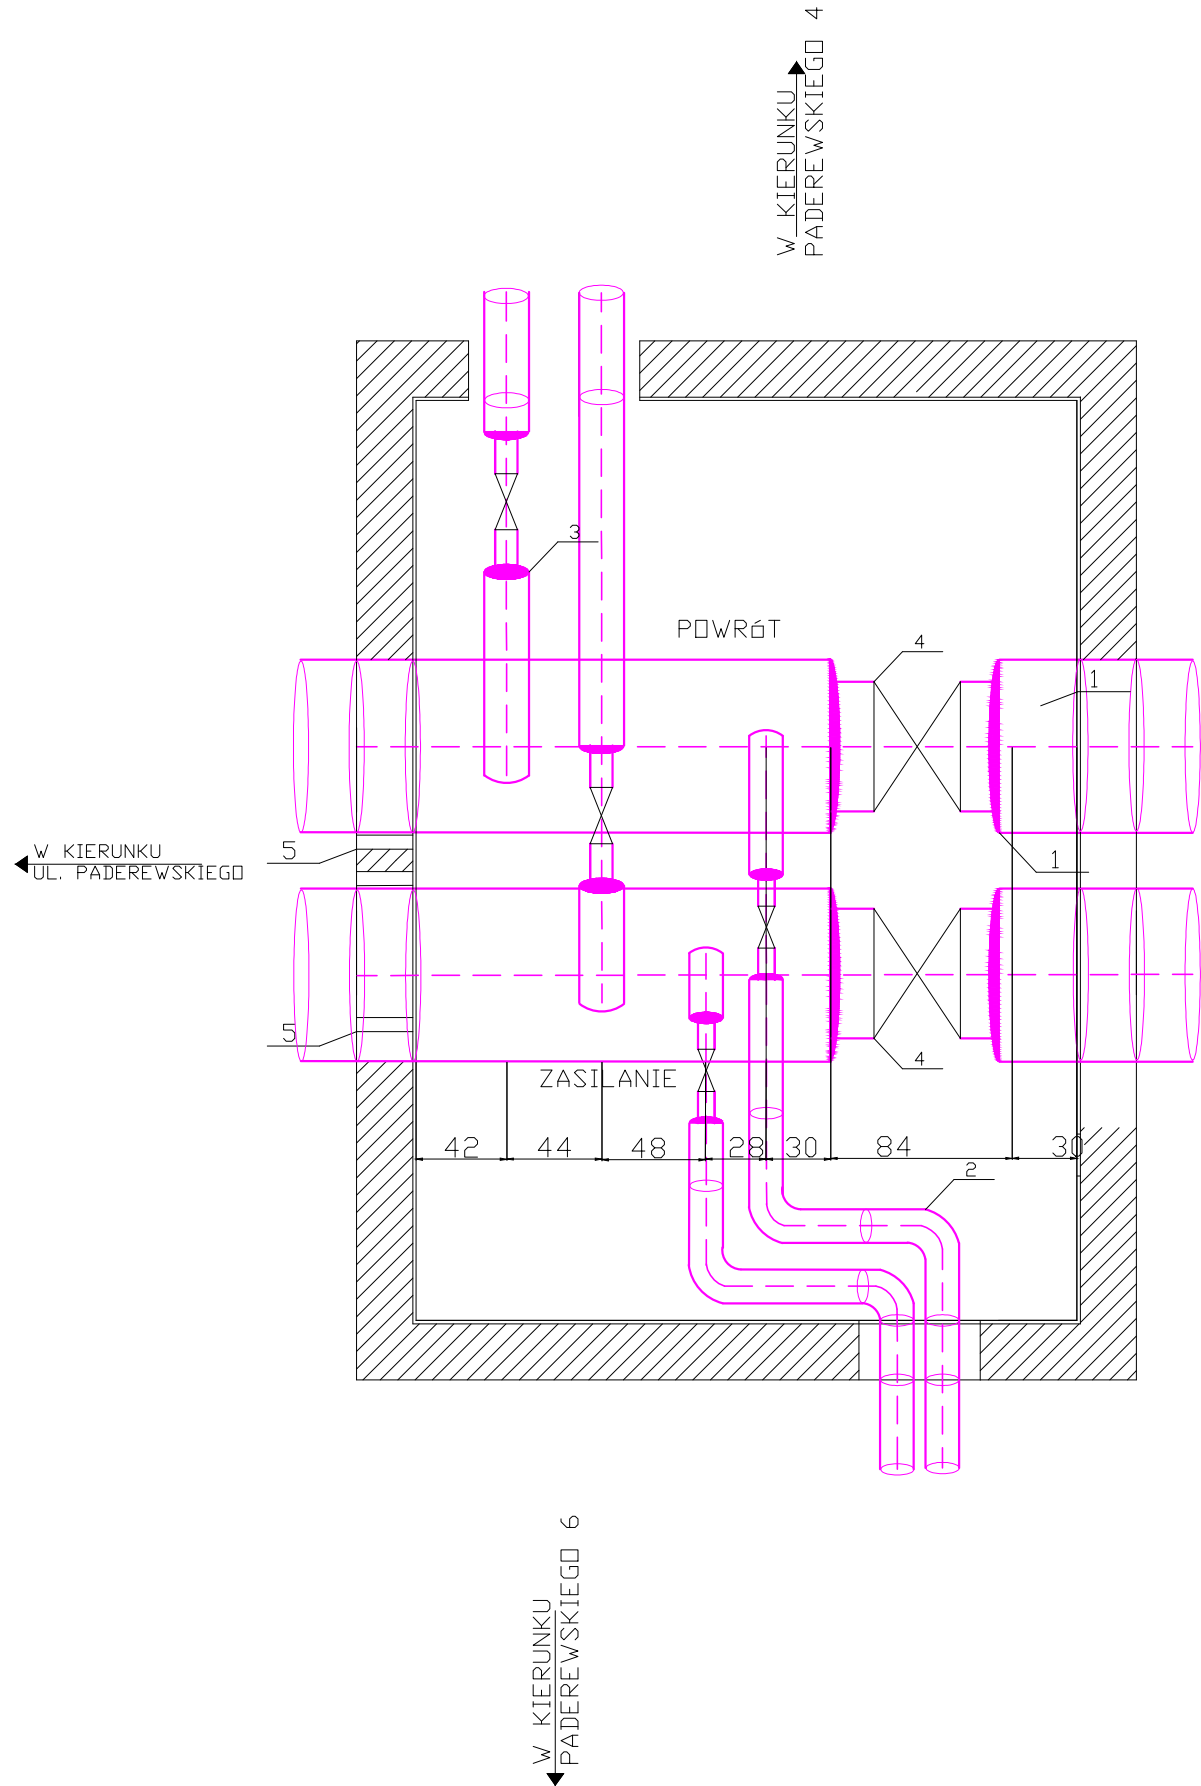 W KIERUNKU
PADEREWSKIEGO 4
3
POWRóT
4
1
W KIERUNKU
UL. PADEREWSKIEGO
5
1
5
4
ZASILANIE
42 44 48 28 30 84 30
2
W KIERUNKU
PADEREWSKIEGO 6